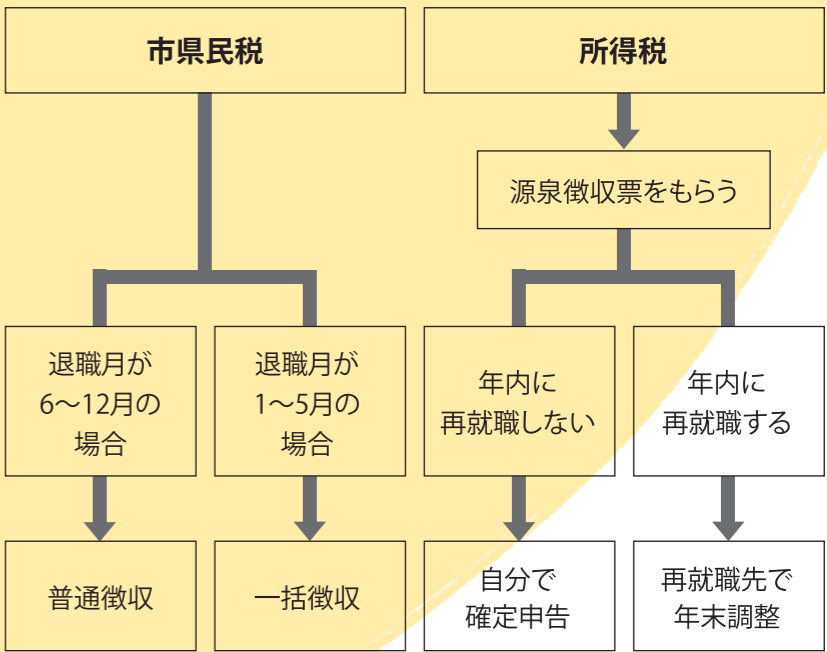 市県民税
所得税
源泉徴収票をもらう
退職月が
6〜12月の
場合
退職月が
1〜5月の
場合
年内に
再就職しない
年内に
再就職する
普通徴収
一括徴収
自分で
確定申告
再就職先で
年末調整